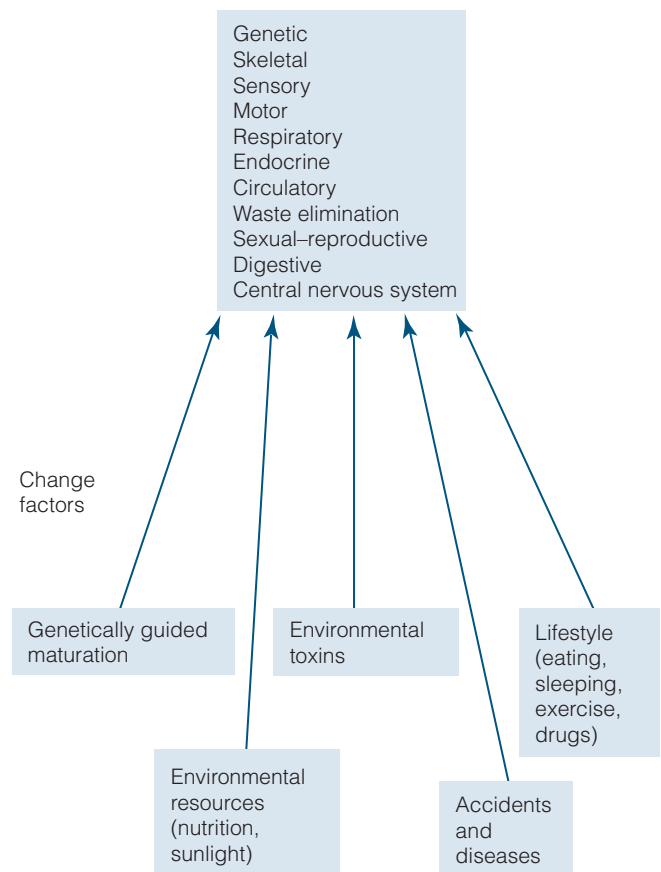 Genetic
Skeletal
Sensory
Motor
Respiratory
Endocrine
Circulatory
Waste elimination
Sexual–reproductive
Digestive
Central nervous system
Change
factors
Genetically guided
maturation
Environmental
toxins
Lifestyle
(eating,
sleeping,
exercise,
drugs)
Environmental
resources
(nutrition,
sunlight)
Accidents
and
diseases